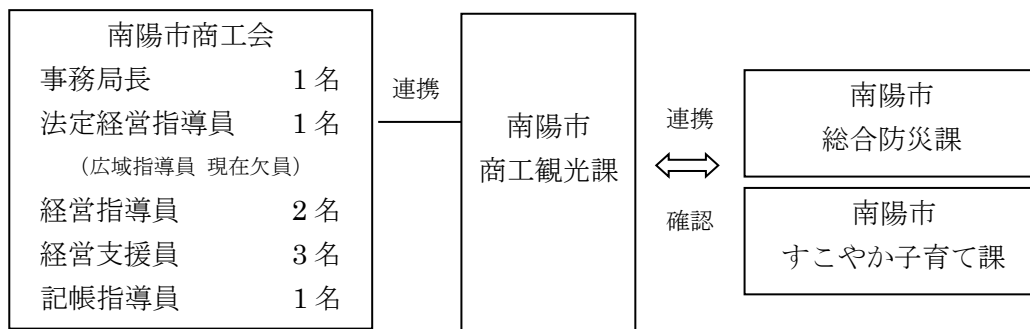 南陽市商工会
事務局長 1名
法定経営指導員 1名
（広域指導員 現在欠員）
経営指導員 2名
経営支援員 3名
記帳指導員 1名
連携
南陽市
商工観光課
連携
確認
南陽市
総合防災課
南陽市
すこやか子育て課